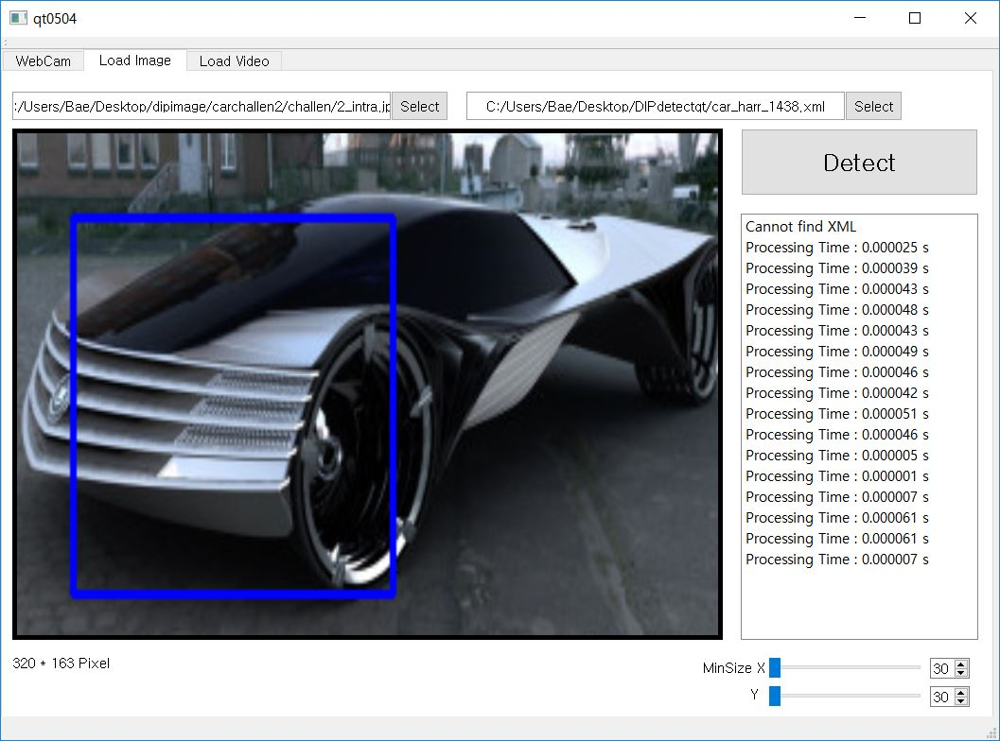 qt0504
WebCam Load Image Load Video
:/Users/Bae/Desktop/dipimage/carchallen2/challen/2_intra.jp Select C:/Users/Bae/Desktop/DIPdetectqt/car_harr_1438.xml Select
Detect
Cannot find XML
Processing Time : 0.000025 s
Processing Time : 0.000039 s
Processing Time : 0.000043 s
Processing Time : 0.000048 s
Processing Time : 0.000043 s
Processing Time : 0.000049 s
Processing Time : 0.000046 s
Processing Time : 0.000042 s
Processing Time : 0.000051 s
Processing Time : 0.000046 s
Processing Time : 0.000005 s
Processing Time : 0.000001 s
Processing Time : 0.000007 s
Processing Time : 0.000061 s
Processing Time : 0.000061 s
Processing Time : 0.000007 s
320 * 163 Pixel
MinSize X 30
Y 30